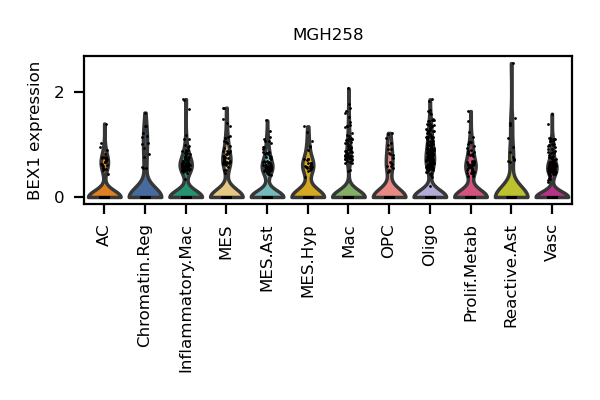 MGH258
BEX1 expression
2
0
AC
Chromatin.Reg
Inflammatory.Mac
MES
MES.Ast
MES.Hyp
Mac
OPC
Oligo
Prolif.Metab
Reactive.Ast
Vasc